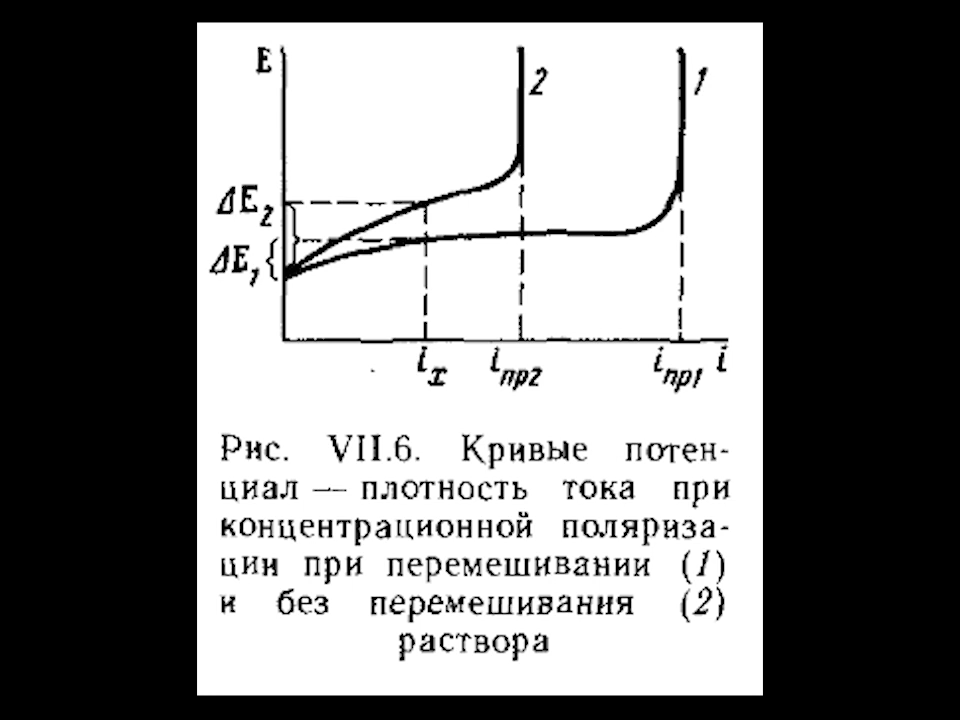 E
2
1
ΔE₂
ΔE₁
iₓ
iпр2
iпр1
i
Рис. VII.6. Кривые потен-
циал — плотность тока при
концентрационной поляриза-
ции при перемешивании (1)
и без перемешивания (2)
раствора